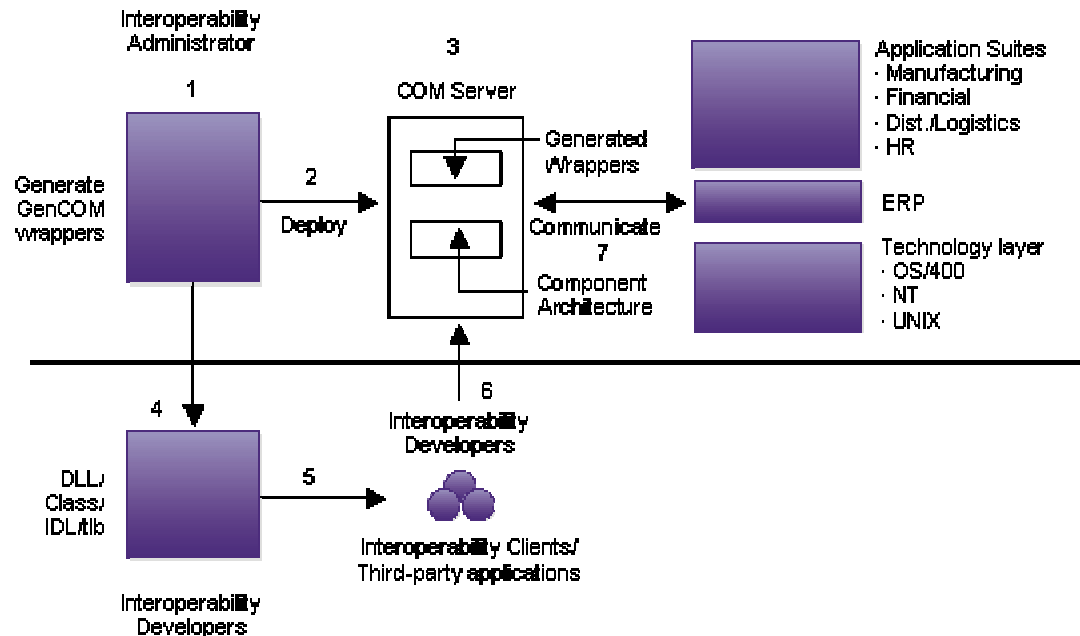 Interoperability
Administrator
1
Generate
GenCOM
wrappers
2
Deploy
3
COM Server
Generated
Wrappers
Communicate
7
Component
Architecture
Application Suites
· Manufacturing
· Financial
· Dist./Logistics
· HR
ERP
Technology layer
· OS/400
· NT
· UNIX
4
DLL/
Class/
IDL/tlb
Interoperability
Developers
5
6
Interoperability
Developers
Interoperability Clients/
Third-party applications